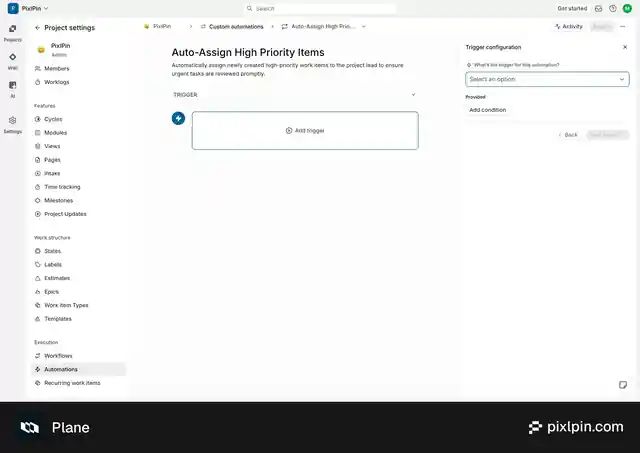 P PixlPin
Search
Get started
M
Projects
Wiki
AI
Settings
Project settings
PixlPin
Admin
Members
Worklogs
Features
Cycles
Modules
Views
Pages
Intake
Time tracking
Milestones
Project Updates
Work structure
States
Labels
Estimates
Epics
Work item Types
Templates
Execution
Workflows
Automations
Recurring work items
PixlPin > Custom automations > Auto-Assign High Prio...
Activity
Auto-Assign High Priority Items
Automatically assign newly created high-priority work items to the project lead to ensure
urgent tasks are reviewed promptly.
TRIGGER
Add trigger
Trigger configuration
What's the trigger for this automation?
Select an option
Provided
Add condition
Back
Plane
pixlpin.com